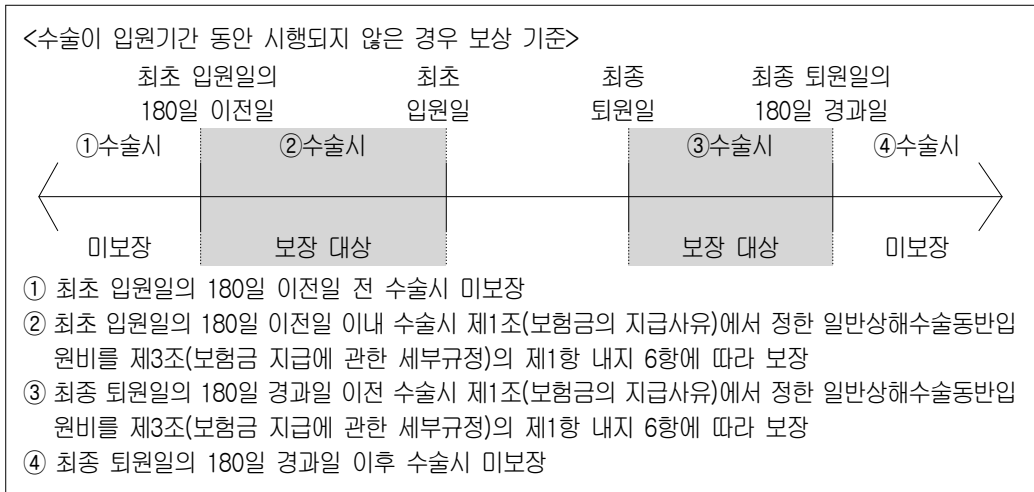 <수술이 입원기간 동안 시행되지 않은 경우 보상 기준>
최초 입원일의 최초 최종 최종 퇴원일의
180일 이전일 입원일 퇴원일 180일 경과일
①수술시 ②수술시 ③수술시 ④수술시
미보장 보장 대상 보장 대상 미보장
① 최초 입원일의 180일 이전일 전 수술시 미보장
② 최초 입원일의 180일 이전일 이내 수술시 제1조(보험금의 지급사유)에서 정한 일반상해수술동반입
원비를 제3조(보험금 지급에 관한 세부규정)의 제1항 내지 6항에 따라 보장
③ 최종 퇴원일의 180일 경과일 이전 수술시 제1조(보험금의 지급사유)에서 정한 일반상해수술동반입
원비를 제3조(보험금 지급에 관한 세부규정)의 제1항 내지 6항에 따라 보장
④ 최종 퇴원일의 180일 경과일 이후 수술시 미보장